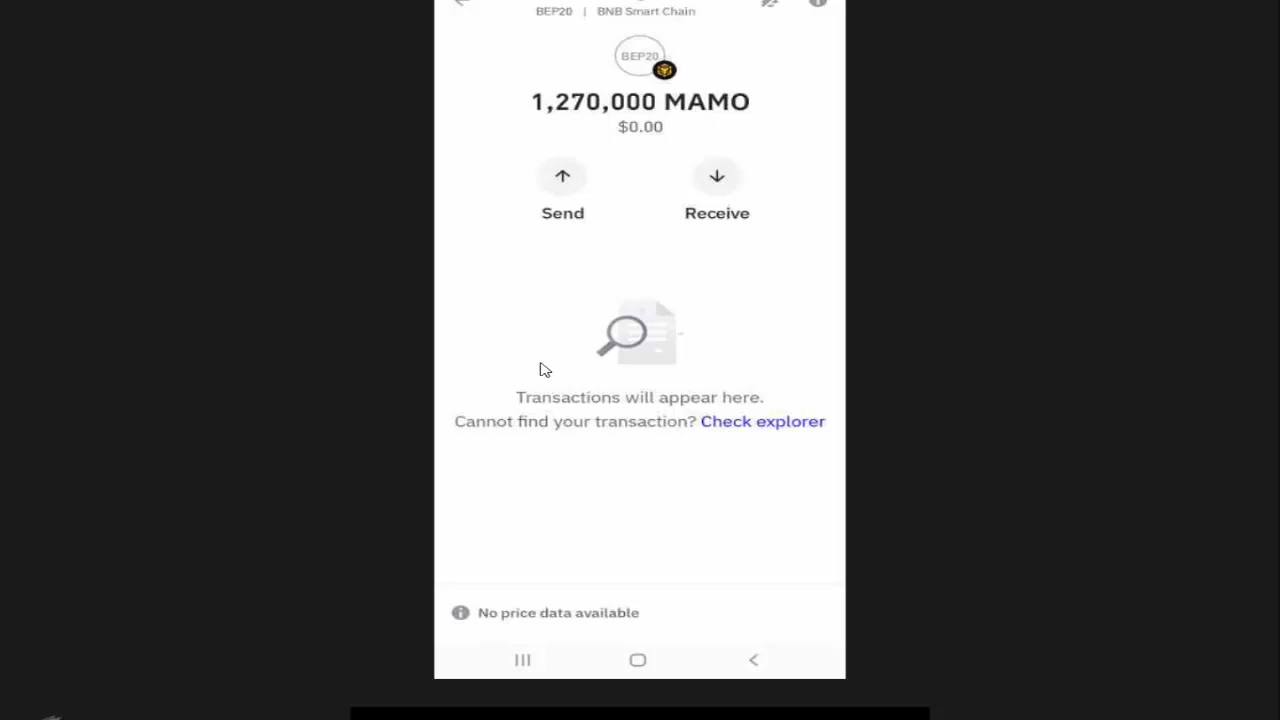 BEP20 | BNB Smart Chain
BEP20
1,270,000 MAMO
$0.00
Send Receive
Transactions will appear here.
Cannot find your transaction? Check explorer
No price data available